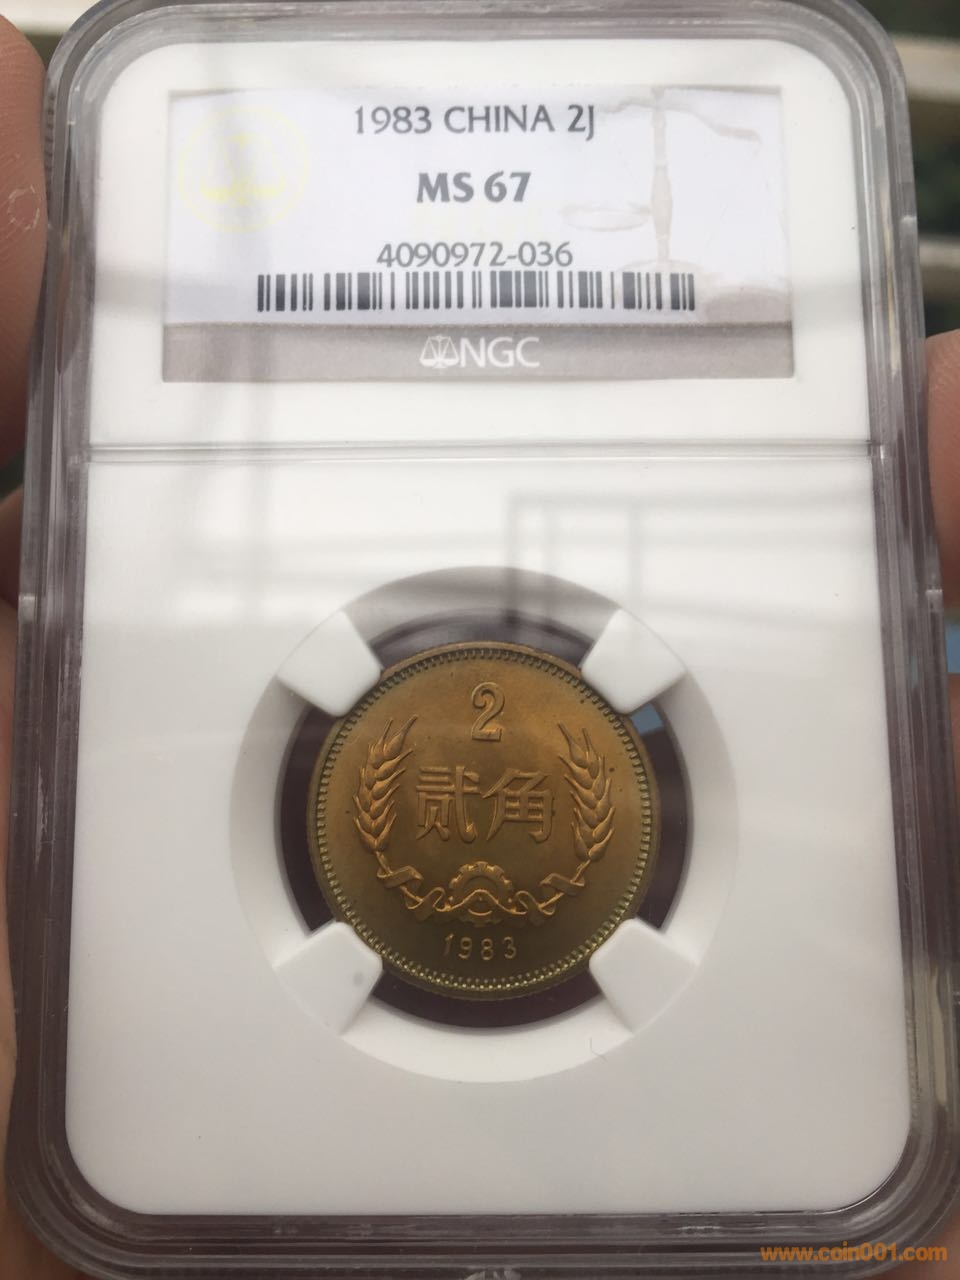 1983 CHINA 2J
MS 67
4090972-036
NGC
2
贰角
1983
www.coin001.com